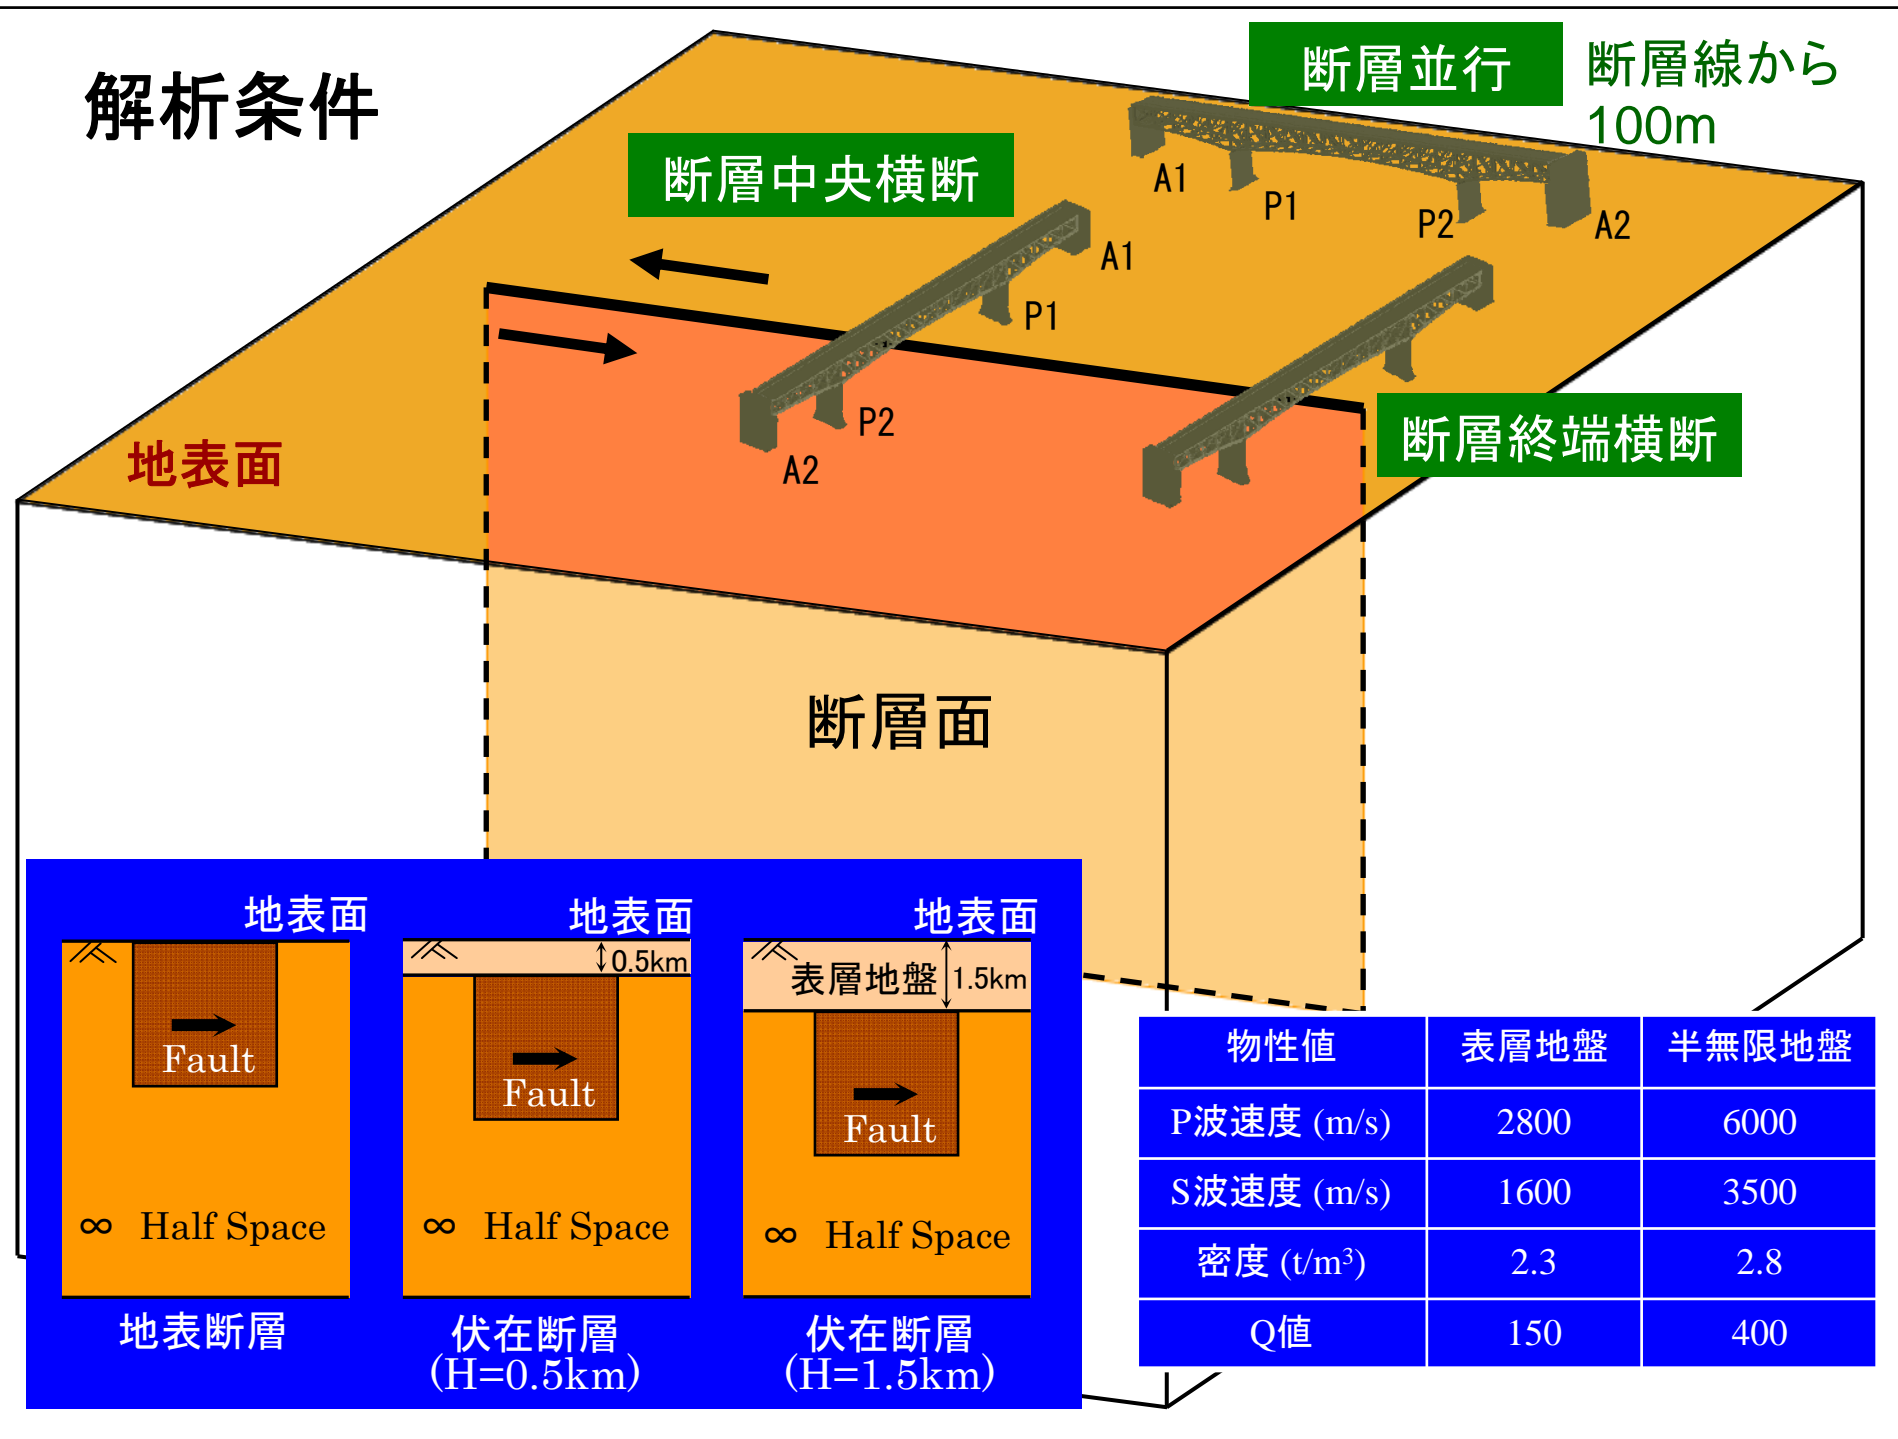 解析条件
断層並行
断層線から
100m
断層中央横断
A1
P1
P2
A2
A1
P1
P2
A2
断層終端横断
地表面
断層面
地表面
Fault
∞ Half Space
地表断層
地表面
0.5km
Fault
∞ Half Space
伏在断層
(H=0.5km)
地表面
表層地盤 1.5km
Fault
∞ Half Space
伏在断層
(H=1.5km)
物性値 表層地盤 半無限地盤
P波速度 (m/s) 2800 6000
S波速度 (m/s) 1600 3500
密度 (t/m³) 2.3 2.8
Q値 150 400